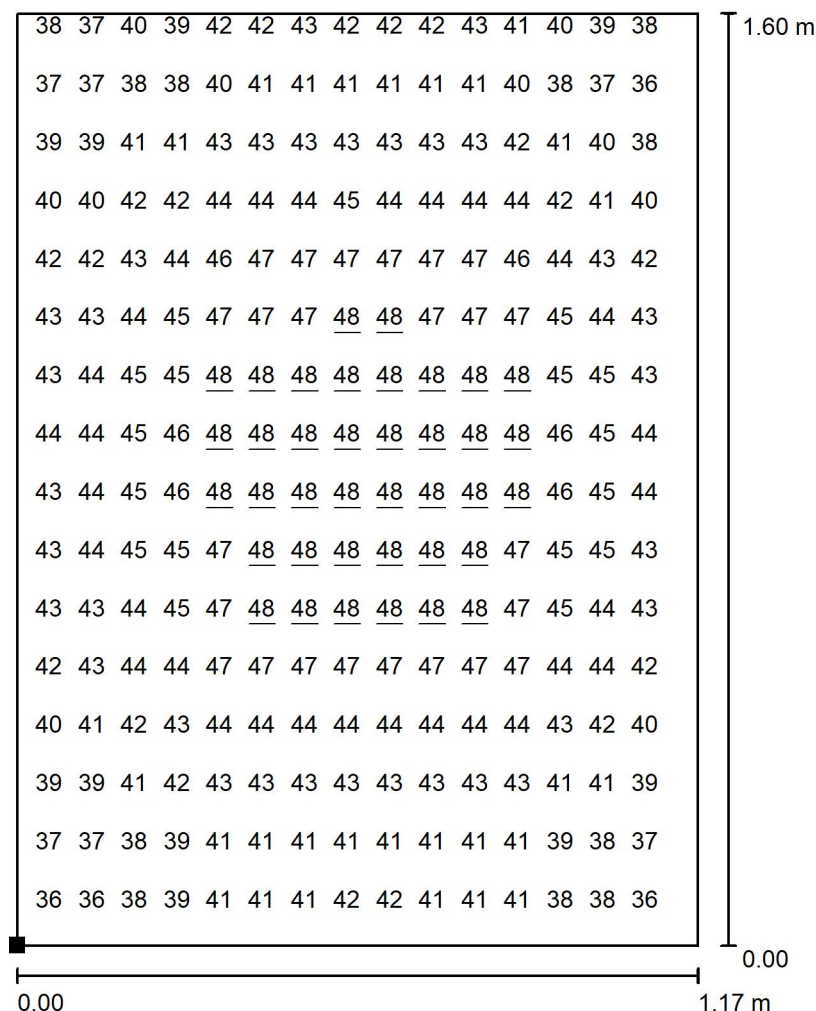 38 37 40 39 42 42 43 42 42 42 43 41 40 39 38 1.60 m
37 37 38 38 40 41 41 41 41 41 41 40 38 37 36
39 39 41 41 43 43 43 43 43 43 43 42 41 40 38
40 40 42 42 44 44 44 45 44 44 44 44 42 41 40
42 42 43 44 46 47 47 47 47 47 47 46 44 43 42
43 43 44 45 47 47 47 48 48 47 47 47 45 44 43
43 44 45 45 48 48 48 48 48 48 48 48 45 45 43
44 44 45 46 48 48 48 48 48 48 48 48 46 45 44
43 44 45 46 48 48 48 48 48 48 48 48 46 45 44
43 44 45 45 47 48 48 48 48 48 48 47 45 45 43
43 43 44 45 47 48 48 48 48 48 48 47 45 44 43
42 43 44 44 47 47 47 47 47 47 47 47 44 44 42
40 41 42 43 44 44 44 44 44 44 44 44 43 42 40
39 39 41 42 43 43 43 43 43 43 43 43 41 41 39
37 37 38 39 41 41 41 41 41 41 41 41 39 38 37
36 36 38 39 41 41 41 42 42 41 41 41 38 38 36
0.00
0.00 1.17 m